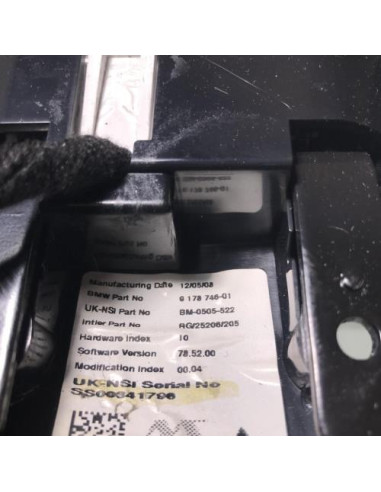 Manufacturing Date 12/05/08
BMW Part No 9 178 746-01
UK-NSI Part No BM-0505-522
Intier Part No RG/25206/205
Hardware Index 10
Software Version 78.52.00
Modification Index 00.04
UK-NSI Serial No
SS00641796